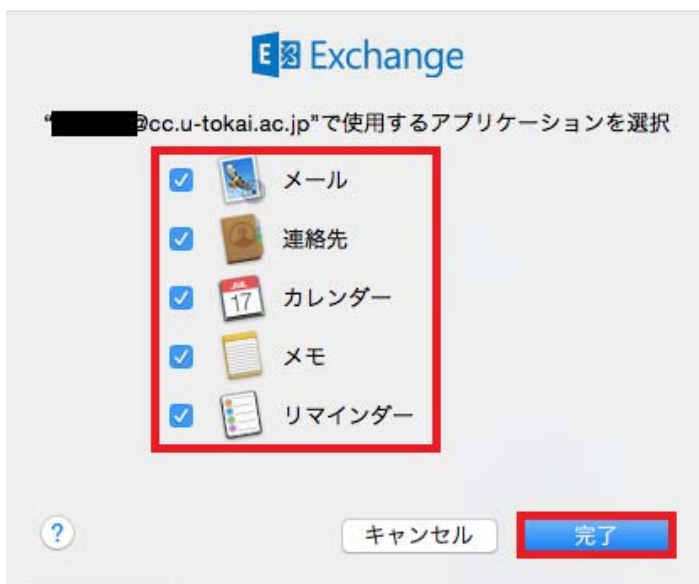 Exchange
"@cc.u-tokai.ac.jp"で使用するアプリケーションを選択
メール
連絡先
JUL
17
カレンダー
メモ
リマインダー
?
キャンセル
完了